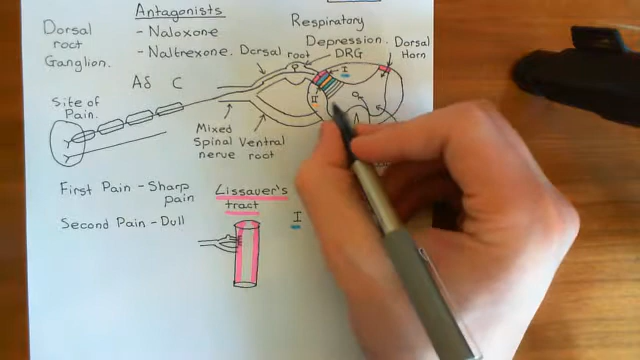 Antagonists
- Naloxone
- Naltrexone.
Respiratory
Depression.
Dorsal
root
Ganglion.
Dorsal root
DRG
Dorsal
Horn
I
II
Aδ C
Site of
Pain.
Mixed
Spinal
nerve
Ventral
root
First Pain - Sharp
pain
Second Pain - Dull
Lissauer's
tract
I